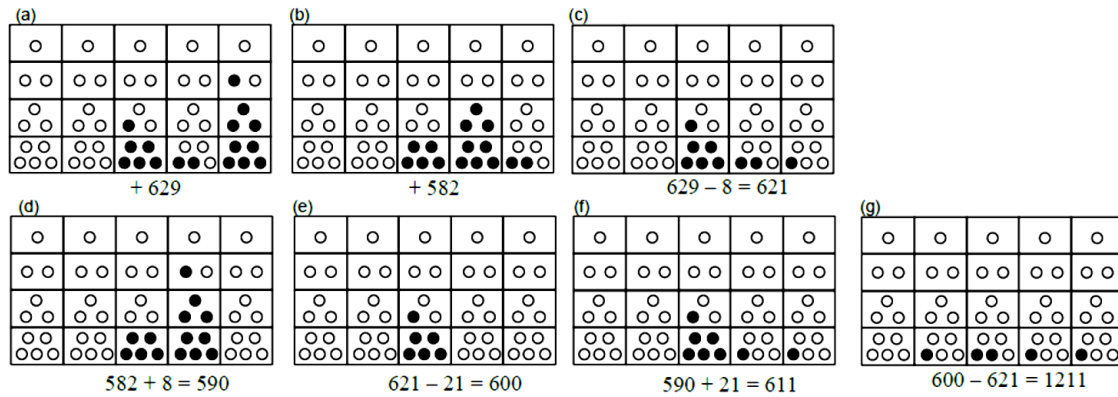 (a)
(b)
(c)
+ 629
+ 582
629 – 8 = 621
(d)
(e)
(f)
(g)
582 + 8 = 590
621 – 21 = 600
590 + 21 = 611
600 – 621 = 1211